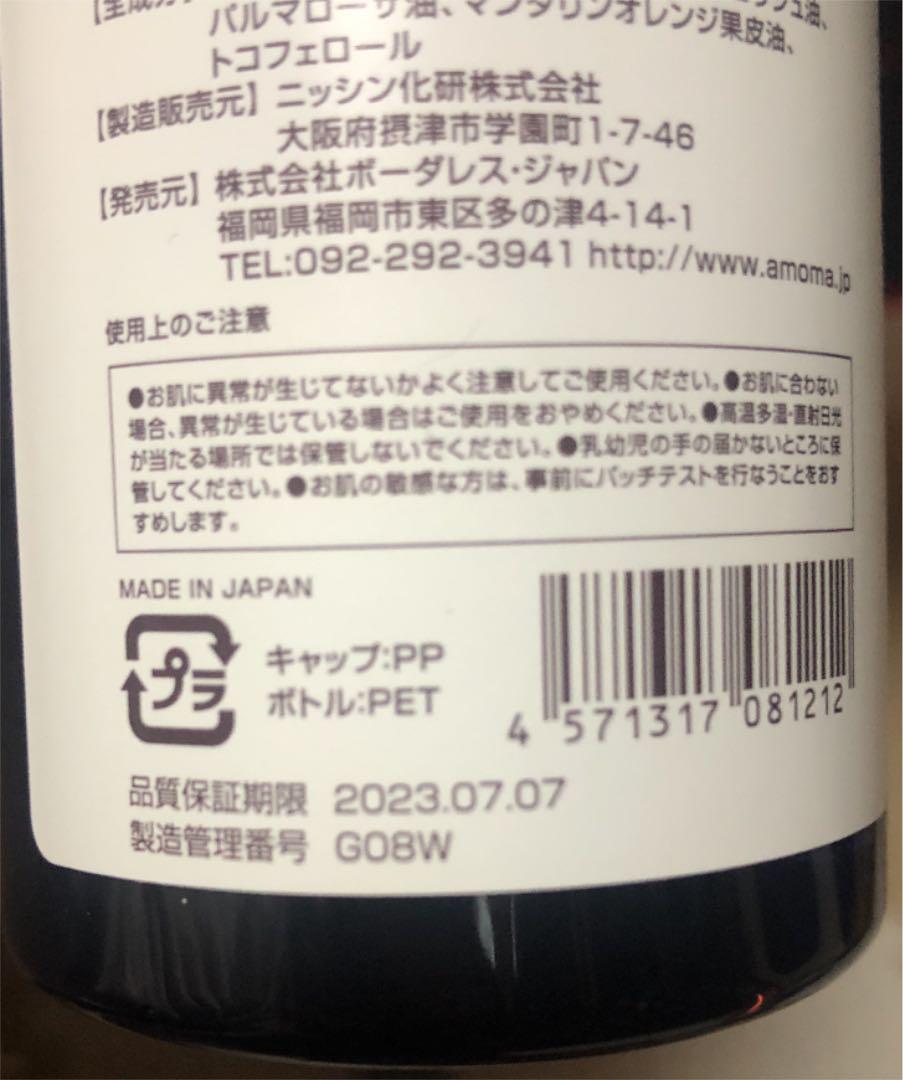 【全成分】
パルマローザ油、マンダリンオレンジ果皮油、
トコフェロール
【製造販売元】ニッシン化研株式会社
大阪府摂津市学園町1-7-46
【発売元】株式会社ボーダレス・ジャパン
福岡県福岡市東区多の津4-14-1
TEL:092-292-3941 http://www.amoma.jp
使用上のご注意
●お肌に異常が生じてないかよく注意してご使用ください。●お肌に合わない
場合、異常が生じている場合はご使用をおやめください。●高温多湿・直射日光
が当たる場所では保管しないでください。●乳幼児の手の届かないところに保
管してください。●お肌の敏感な方は、事前にパッチテストを行なうことをおす
すめします。
MADE IN JAPAN
プラ
キャップ:PP
ボトル:PET
4 571317 081212
品質保証期限 2023.07.07
製造管理番号 G08W